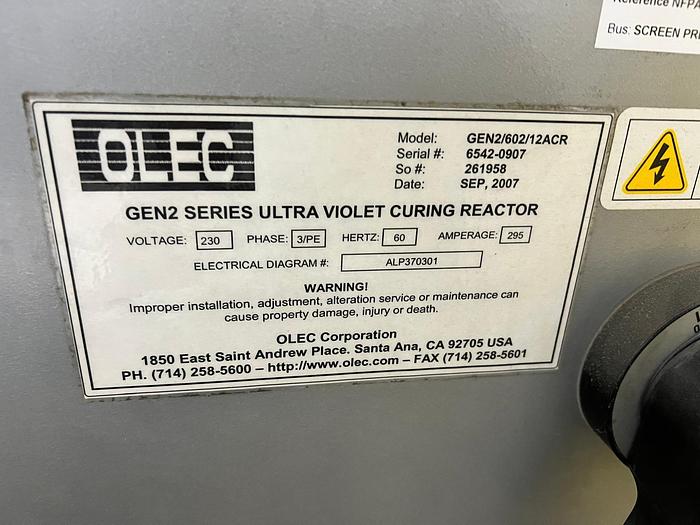 Reference NFPA
Bus: SCREEN
OLEC
Model: GEN2/602/12ACR
Serial #: 6542-0907
So #: 261958
Date: SEP, 2007
GEN2 SERIES ULTRA VIOLET CURING REACTOR
VOLTAGE: 230 PHASE: 3/PE HERTZ: 60 AMPERAGE: 295
ELECTRICAL DIAGRAM #: ALP370301
WARNING!
Improper installation, adjustment, alteration service or maintenance can
cause property damage, injury or death.
OLEC Corporation
1850 East Saint Andrew Place. Santa Ana, CA 92705 USA
PH. (714) 258-5600 – http://www.olec.com – FAX (714) 258-5601